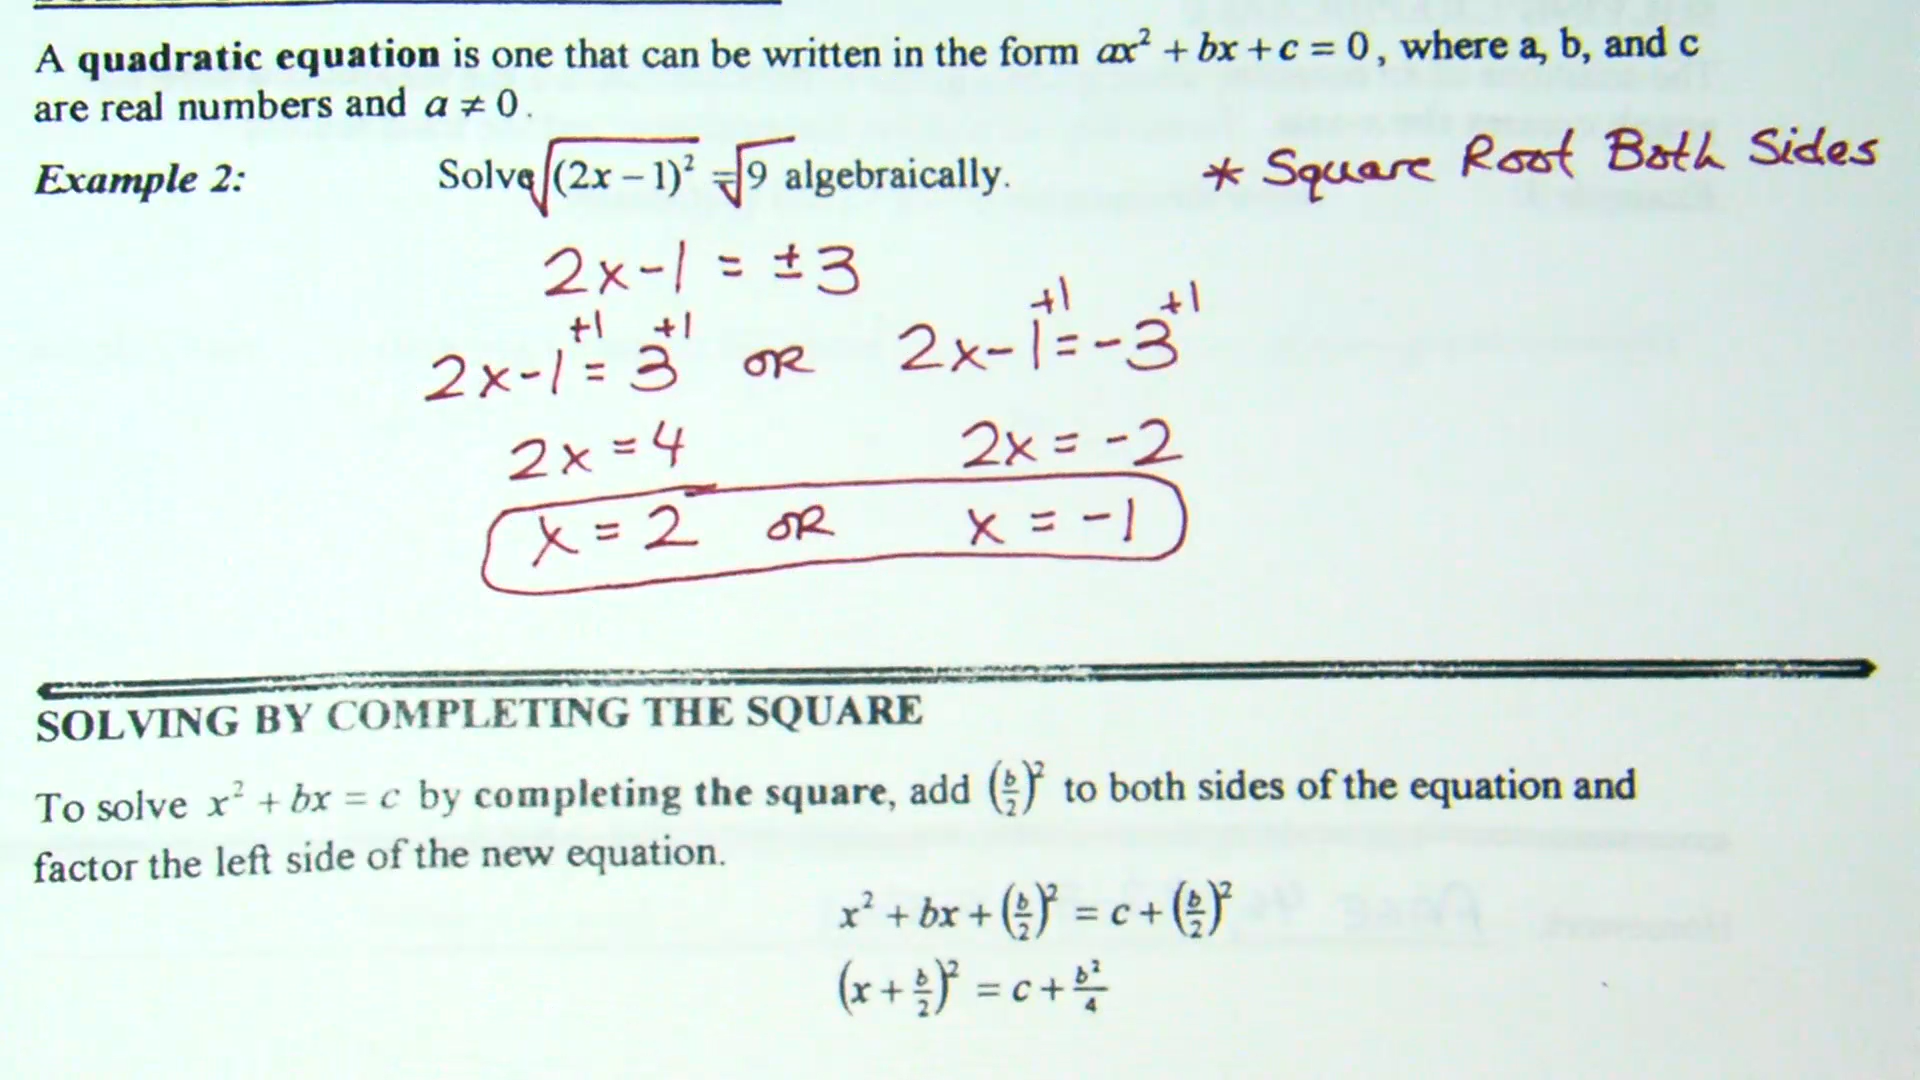 A quadratic equation is one that can be written in the form ax² + bx + c = 0, where a, b, and c
are real numbers and a ≠ 0.
Example 2: Solve √(2x − 1)² = √9 algebraically. * Square Root Both Sides
2x-1 = ±3
+1 +1 +1 +1
2x-1 = 3 OR 2x-1 = -3
2x = 4 2x = -2
x = 2 OR x = -1
SOLVING BY COMPLETING THE SQUARE
To solve x² + bx = c by completing the square, add (b/2)² to both sides of the equation and
factor the left side of the new equation.
x² + bx + (b/2)² = c + (b/2)²
(x + b/2)² = c + b²/4